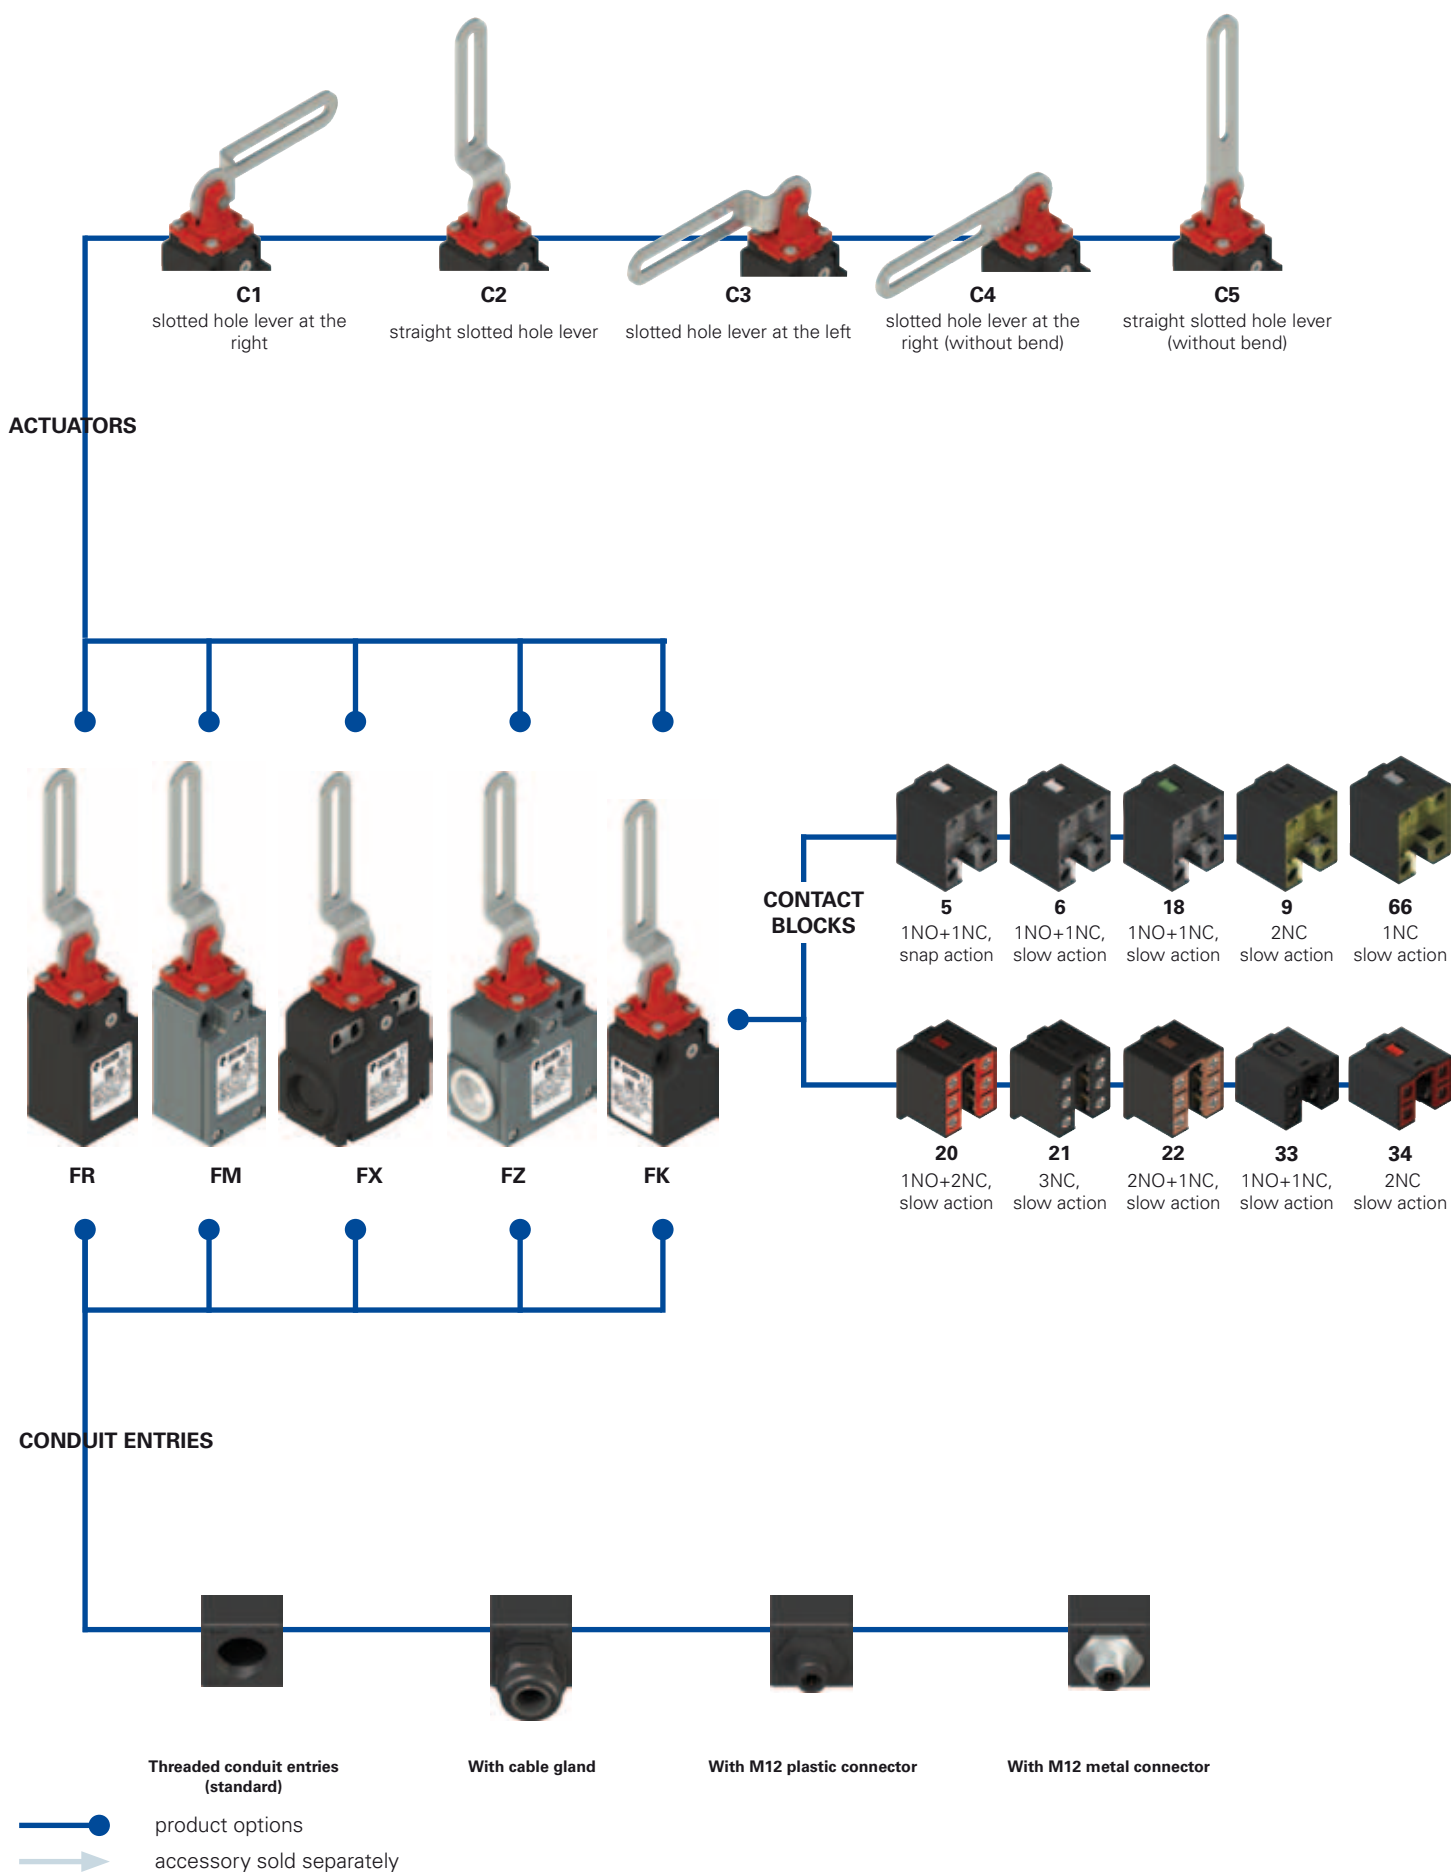 C1
slotted hole lever at the
right
C2
straight slotted hole lever
C3
slotted hole lever at the left
C4
slotted hole lever at the
right (without bend)
C5
straight slotted hole lever
(without bend)
ACTUATORS
CONTACT
BLOCKS
5
1NO+1NC,
snap action
6
1NO+1NC,
slow action
18
1NO+1NC,
slow action
9
2NC
slow action
66
1NC
slow action
20
1NO+2NC,
slow action
21
3NC,
slow action
22
2NO+1NC,
slow action
33
1NO+1NC,
slow action
34
2NC
slow action
FR
FM
FX
FZ
FK
CONDUIT ENTRIES
Threaded conduit entries
(standard)
With cable gland
With M12 plastic connector
With M12 metal connector
product options
accessory sold separately